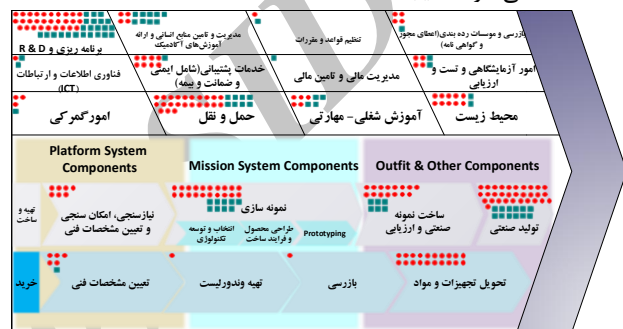 بازرسی و موسسات رده بندی(اعطای مجوز
و گواهی نامه)
تنظیم قواعد و مقررات
مدیریت و تامین منابع انسانی و ارائه
آموزش‌های آکادمیک
برنامه ریزی و R & D
امور آزمایشگاهی و تست و
ارزیابی
مدیریت مالی و تامین مالی
خدمات پشتیبانی(شامل ایمنی
و ضمانت و بیمه)
فناوری اطلاعات و ارتباطات
(ICT)
محیط زیست
آموزش شغلی- مهارتی
حمل و نقل
امورگمرکی
Platform System
Components
Mission System Components
Outfit & Other Components
تهیه و
ساخت
نیازسنجی، امکان سنجی
و تعیین مشخصات فنی
نمونه سازی
انتخاب و توسعه
تکنولوژی
طراحی محصول
و فرایند ساخت
Prototyping
ساخت نمونه
صنعتی و ارزیابی
تولید صنعتی
خرید
تعیین مشخصات فنی
تهیه وندورلیست
بازرسی
تحویل تجهیزات و مواد